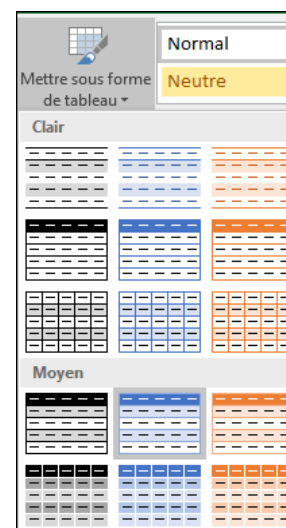 Normal
Mettre sous forme
de tableau
Neutre
Clair
Moyen